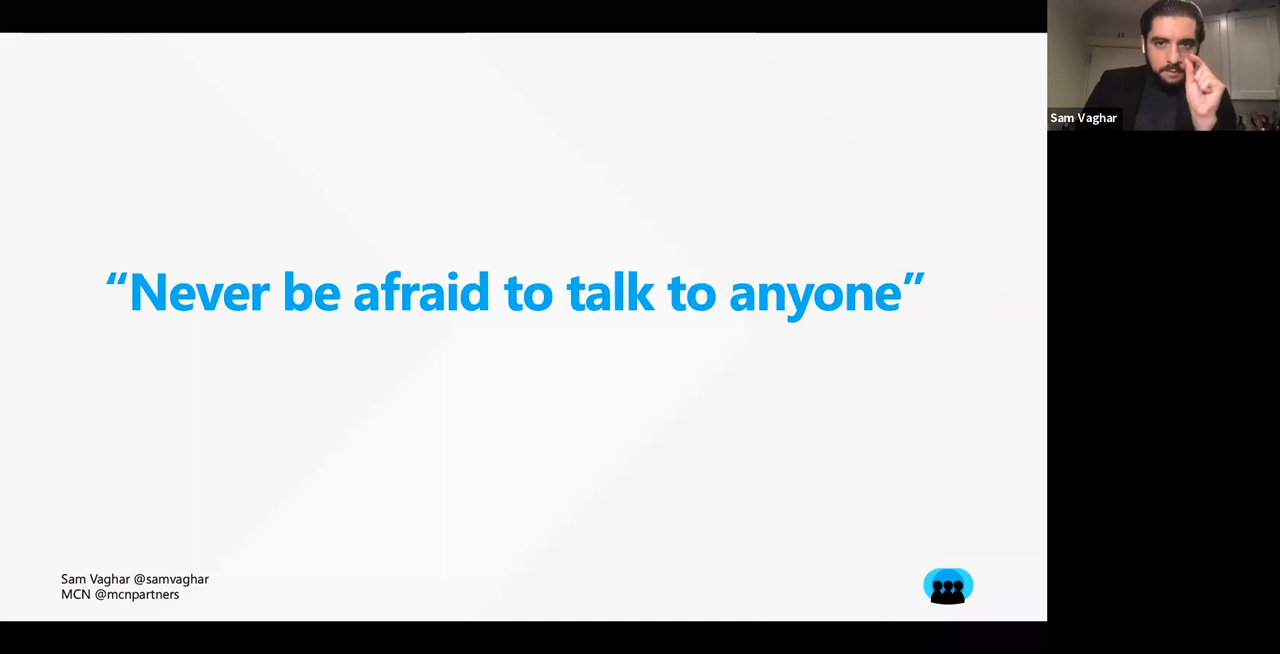 Sam Vaghar
“Never be afraid to talk to anyone”
Sam Vaghar @samvaghar
MCN @mcnpartners